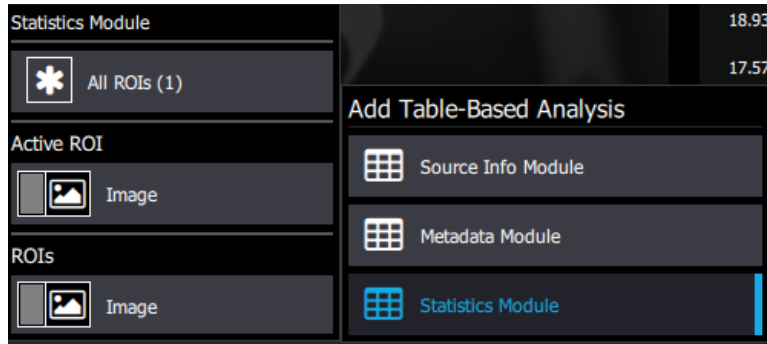 Statistics Module
All ROIs (1)
Active ROI
Image
ROIs
Image
18.93
17.57
Add Table-Based Analysis
Source Info Module
Metadata Module
Statistics Module